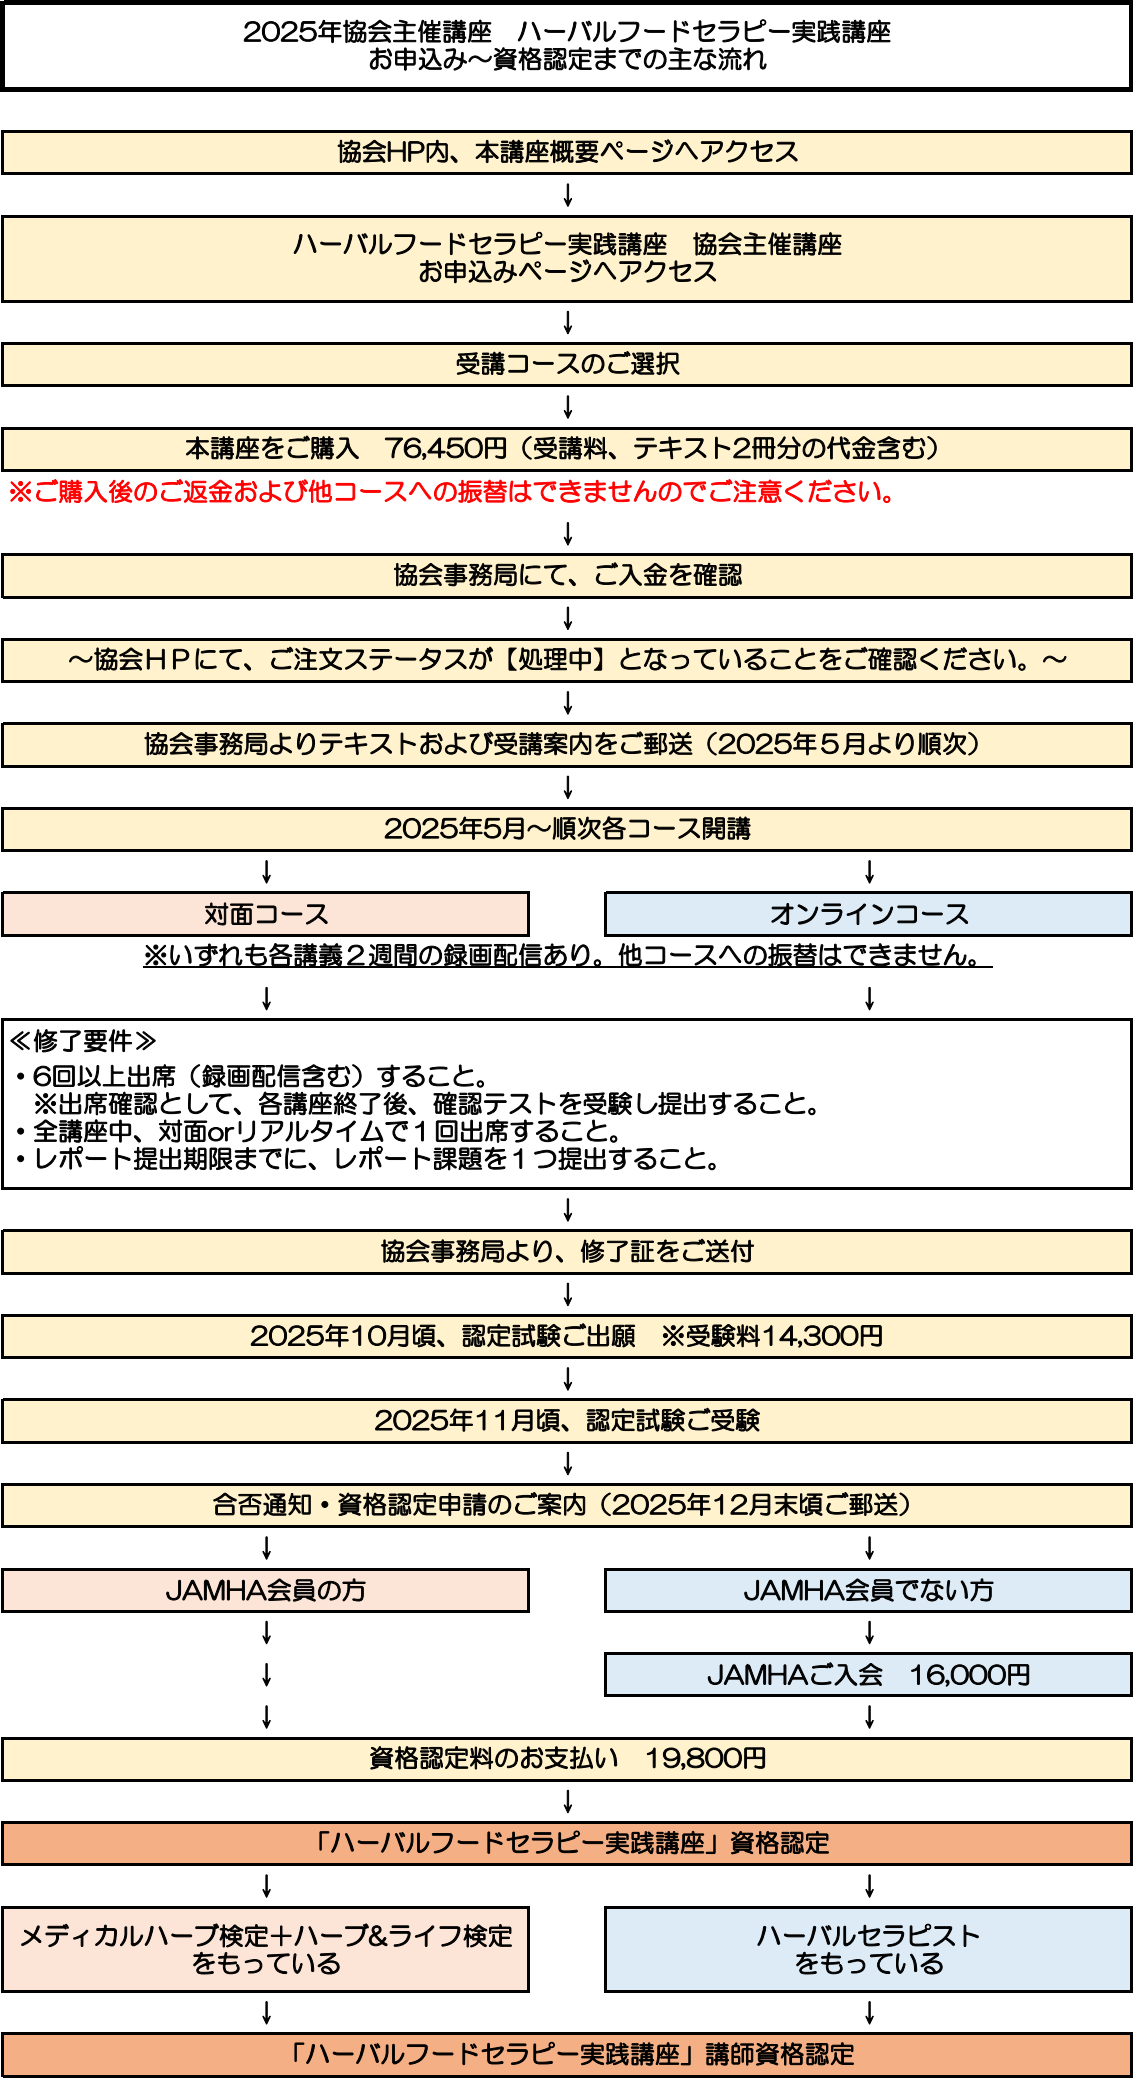 2025年協会主催講座　ハーバルフードセラピー実践講座
お申込み～資格認定までの主な流れ
協会HP内、本講座概要ページへアクセス
↓
ハーバルフードセラピー実践講座　協会主催講座
お申込みページへアクセス
↓
受講コースのご選択
↓
本講座をご購入　76,450円（受講料、テキスト2冊分の代金含む）
※ご購入後のご返金および他コースへの振替はできませんのでご注意ください。
↓
協会事務局にて、ご入金を確認
↓
～協会ＨＰにて、ご注文ステータスが【処理中】となっていることをご確認ください。～
↓
協会事務局よりテキストおよび受講案内をご郵送（2025年５月より順次）
↓
2025年5月～順次各コース開講
↓　↓
対面コース　オンラインコース
※いずれも各講義２週間の録画配信あり。他コースへの振替はできません。
↓　↓
≪修了要件≫
・6回以上出席（録画配信含む）すること。
※出席確認として、各講座終了後、確認テストを受験し提出すること。
・全講座中、対面orリアルタイムで１回出席すること。
・レポート提出期限までに、レポート課題を１つ提出すること。
↓
協会事務局より、修了証をご送付
↓
2025年10月頃、認定試験ご出願　※受験料14,300円
↓
2025年11月頃、認定試験ご受験
↓
合否通知・資格認定申請のご案内（2025年12月末頃ご郵送）
↓　↓
JAMHA会員の方　JAMHA会員でない方
↓　↓
↓　JAMHAご入会　16,000円
↓　↓
資格認定料のお支払い　19,800円
↓
「ハーバルフードセラピー実践講座」資格認定
↓　↓
メディカルハーブ検定＋ハーブ&ライフ検定
をもっている
ハーバルセラピスト
をもっている
↓　↓
「ハーバルフードセラピー実践講座」講師資格認定